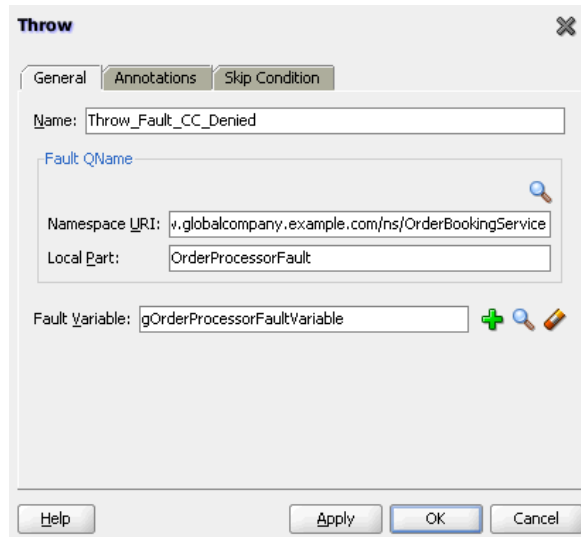 Throw
General Annotations Skip Condition
Name: Throw_Fault_CC_Denied
Fault QName
Namespace URI: .globalcompany.example.com/ns/OrderBookingService
Local Part: OrderProcessorFault
Fault Variable: gOrderProcessorFaultVariable
Help Apply OK Cancel